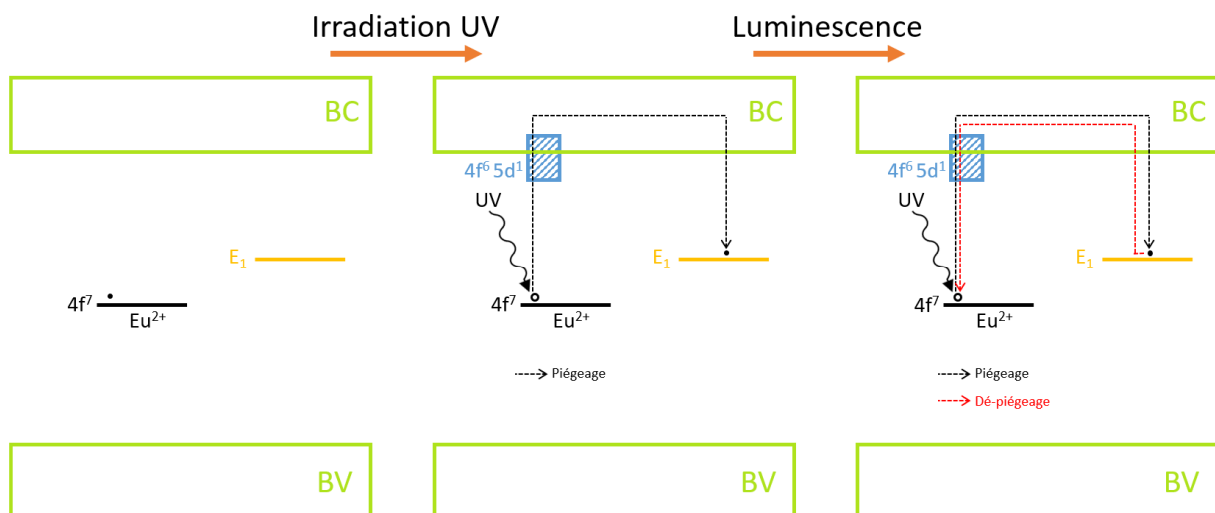 Irradiation UV
Luminescence
BC
BC
BC
4f⁶ 5d¹
4f⁶ 5d¹
UV
UV
E₁
E₁
E₁
4f⁷
4f⁷
4f⁷
Eu²⁺
Eu²⁺
Eu²⁺
Piégeage
Piégeage
Dé-piégeage
BV
BV
BV